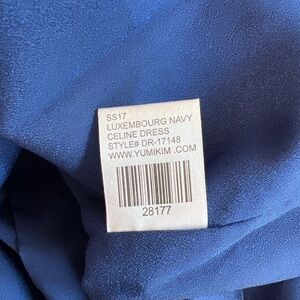 SS17
LUXEMBOURG NAVY
CELINE DRESS
STYLE# DR-17148
WWW.YUMIKIM .COM
28177